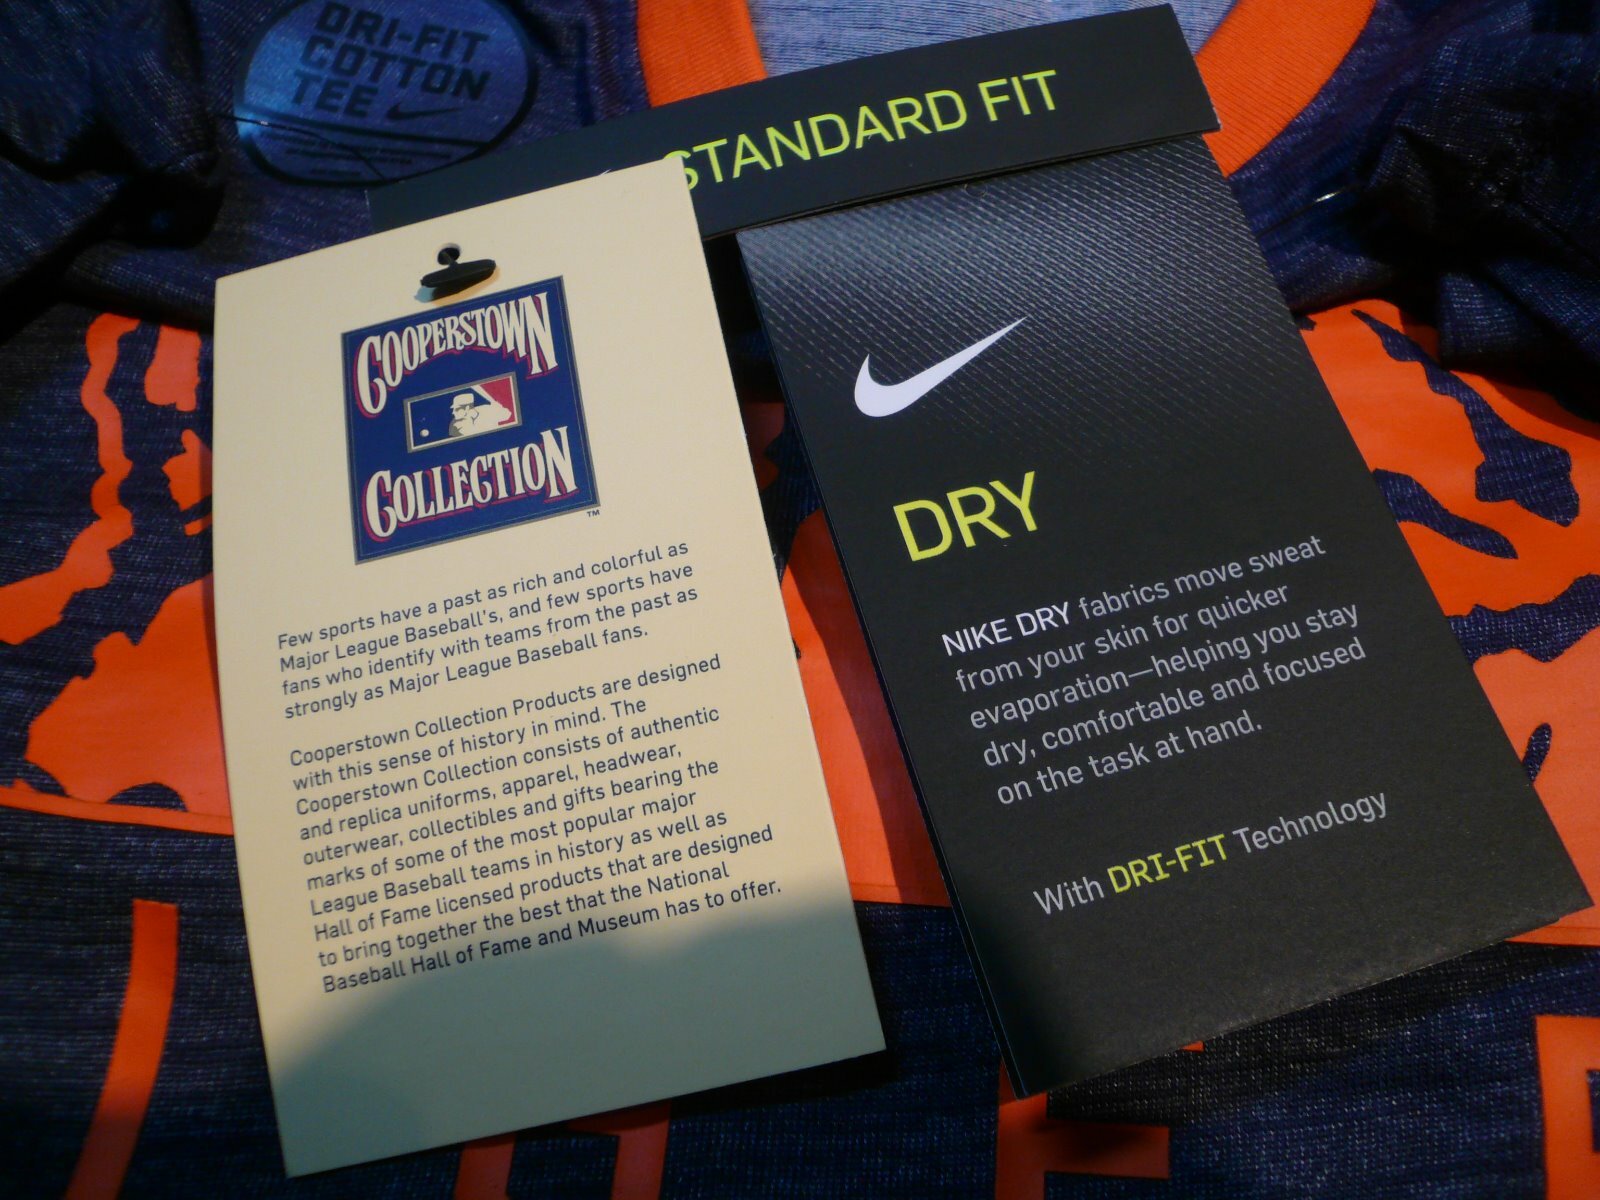 DRI-FIT
COTTON
TEE
STANDARD FIT
COOPERSTOWN
COLLECTION
TM
Few sports have a past as rich and colorful as
Major League Baseball's, and few sports have
fans who identify with teams from the past as
strongly as Major League Baseball fans.
Cooperstown Collection Products are designed
with this sense of history in mind. The
Cooperstown Collection consists of authentic
and replica uniforms, apparel, headwear,
outerwear, collectibles and gifts bearing the
marks of some of the most popular major
League Baseball teams in history as well as
Hall of Fame licensed products that are designed
to bring together the best that the National
Baseball Hall of Fame and Museum has to offer.
DRY
NIKE DRY fabrics move sweat
from your skin for quicker
evaporation—helping you stay
dry, comfortable and focused
on the task at hand.
With DRI-FIT Technology